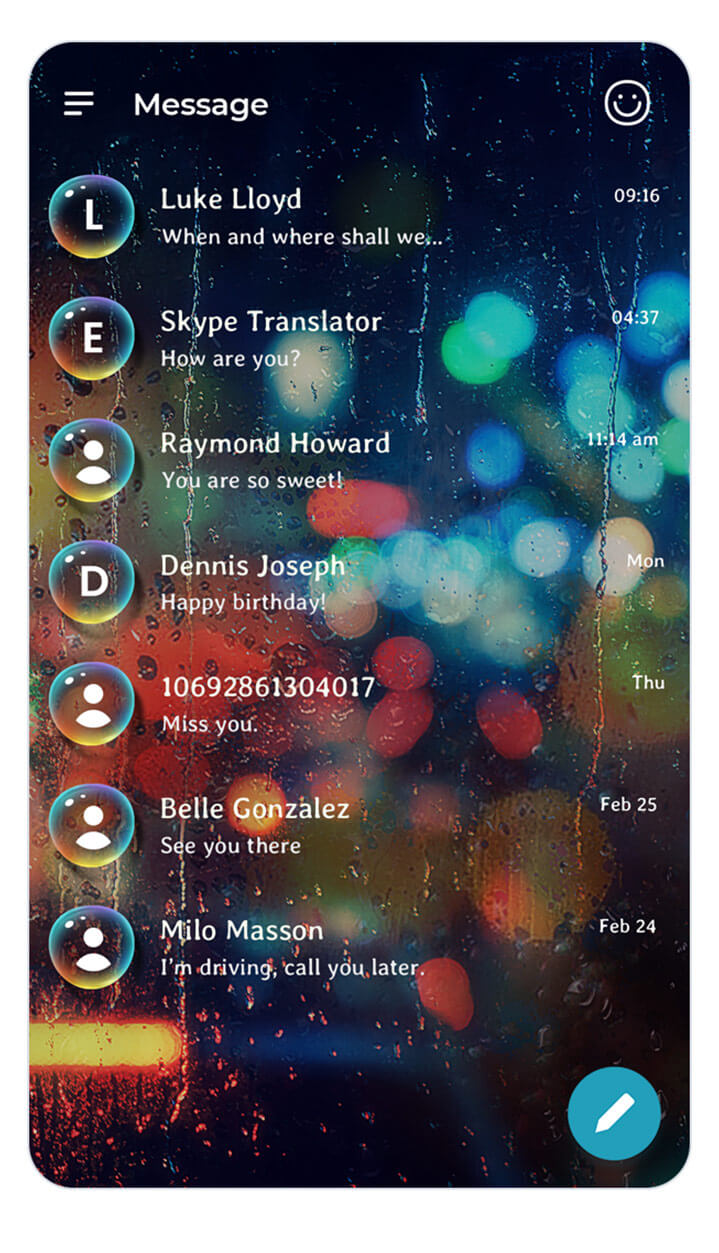 Message
L
Luke Lloyd
09:16
When and where shall we...
E
Skype Translator
04:37
How are you?
Raymond Howard
11:14 am
You are so sweet!
D
Dennis Joseph
Mon
Happy birthday!
10692861304017
Thu
Miss you.
Belle Gonzalez
Feb 25
See you there
Milo Masson
Feb 24
I'm driving, call you later.